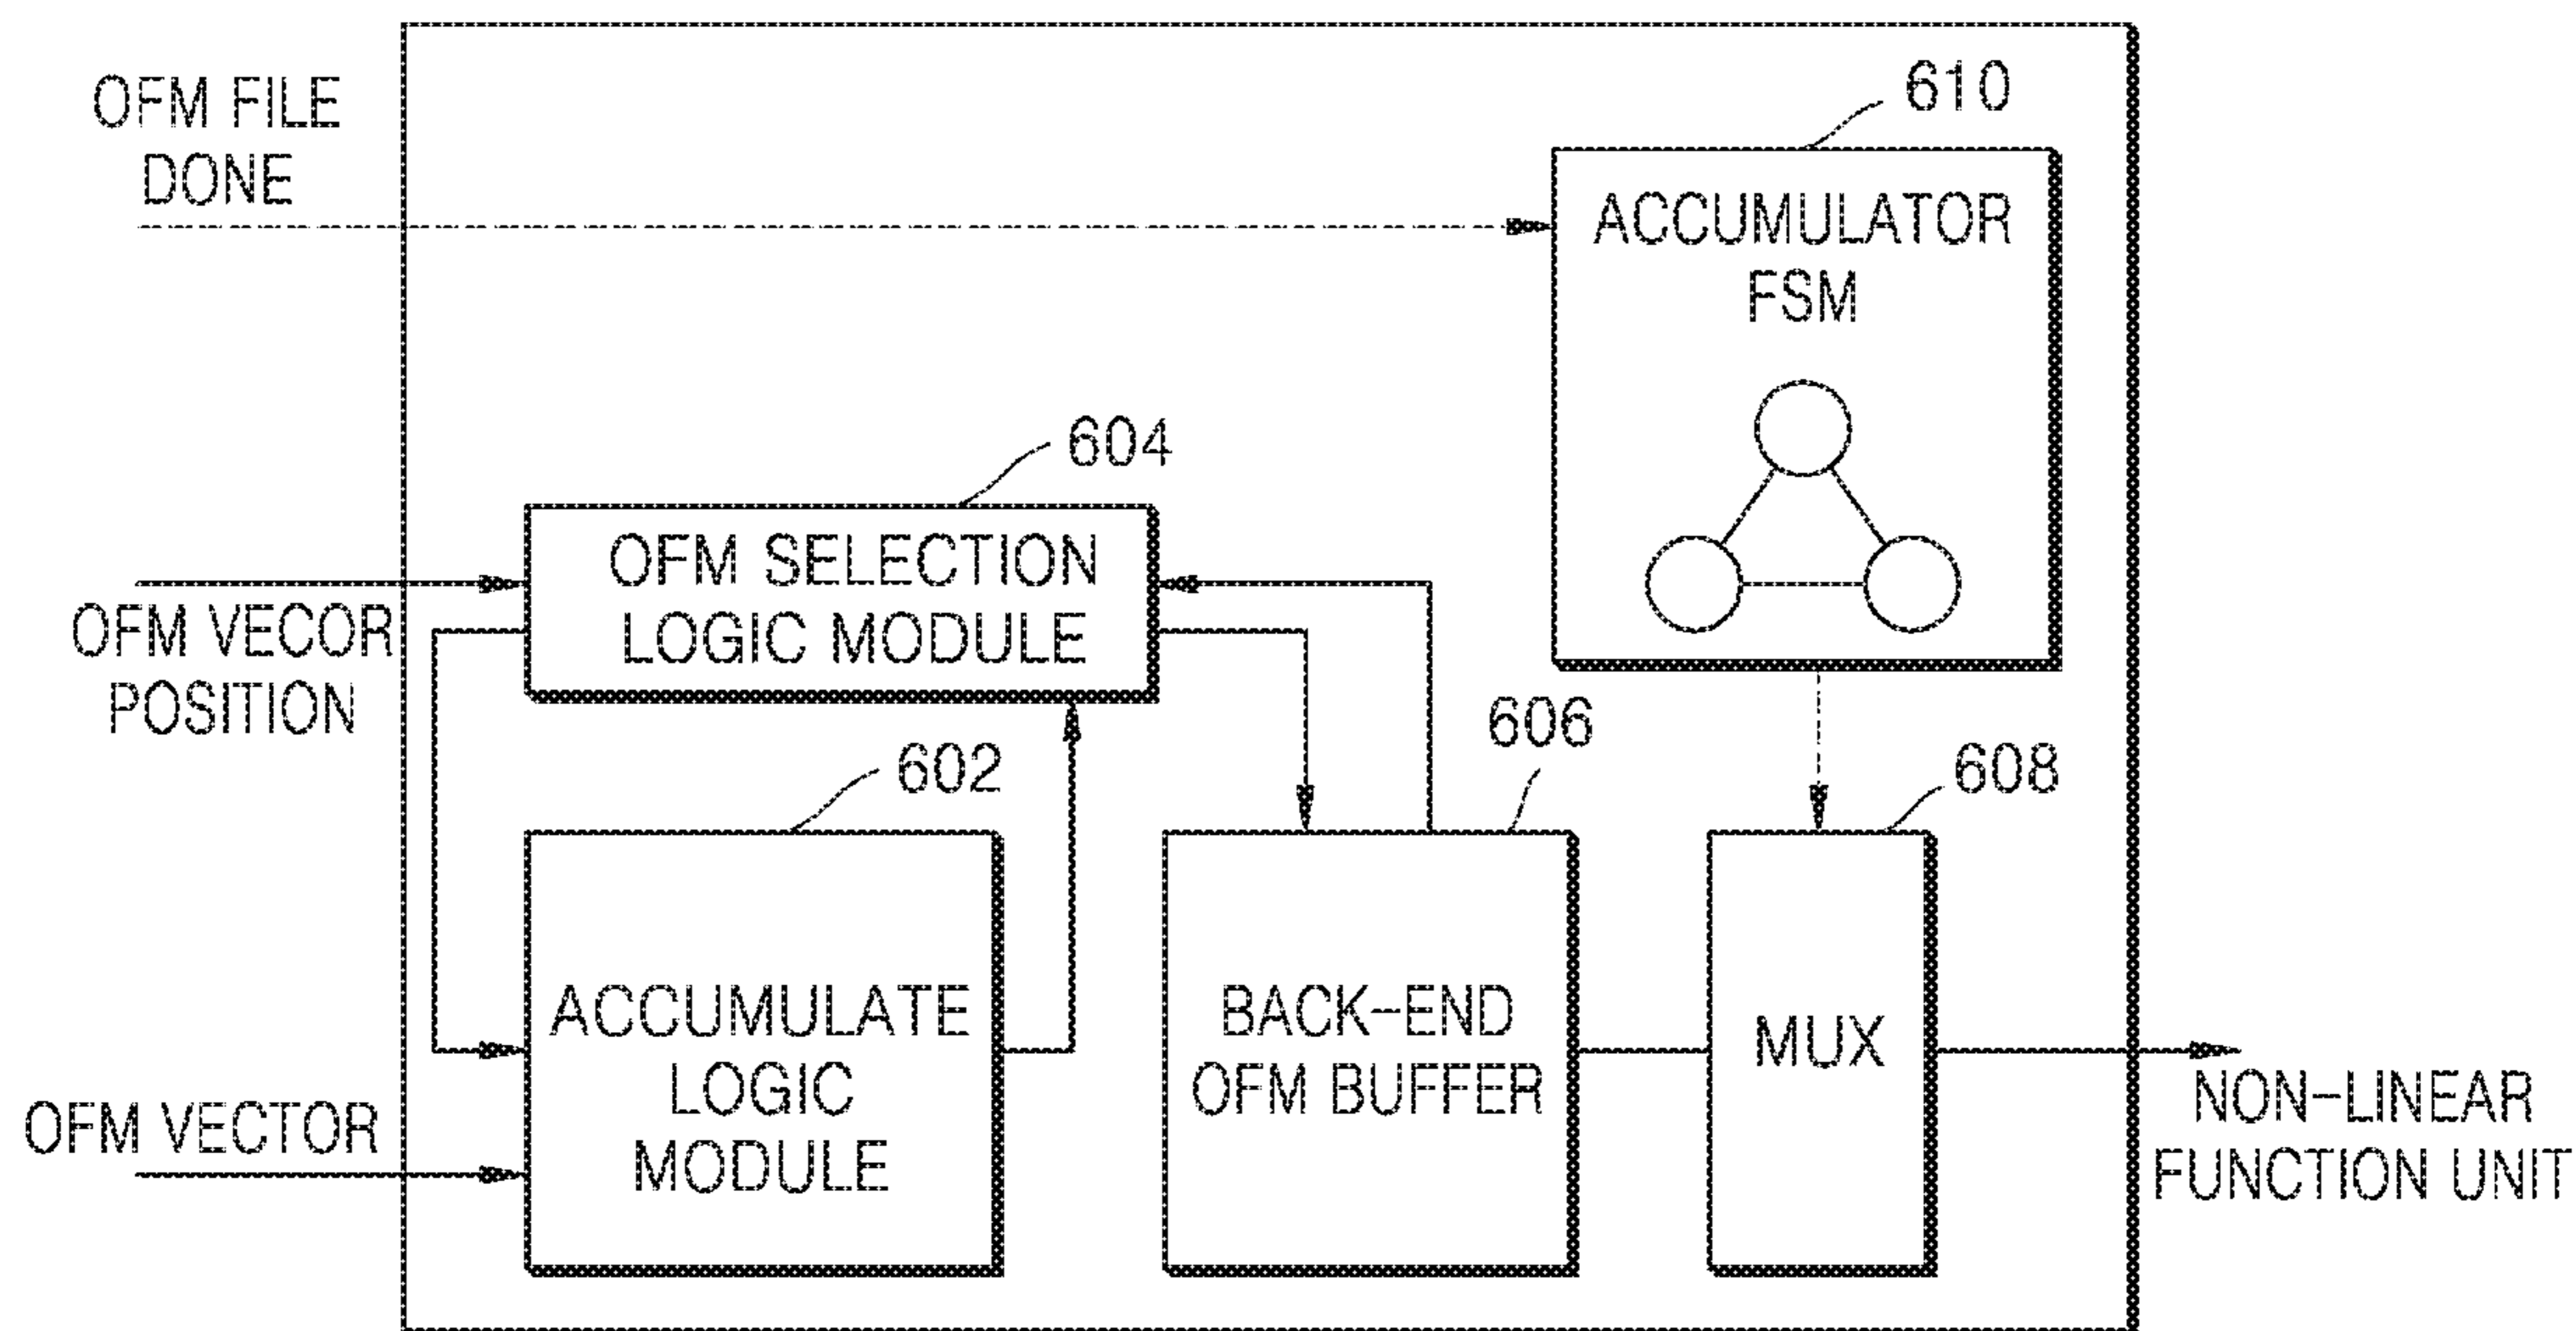 OFM FILE
DONE
610
ACCUMULATOR
FSM
604
OFM SELECTION
LOGIC MODULE
OFM VECOR
POSITION
602
606
608
ACCUMULATE
LOGIC
MODULE
BACK-END
OFM BUFFER
MUX
OFM VECTOR
NON-LINEAR
FUNCTION UNIT